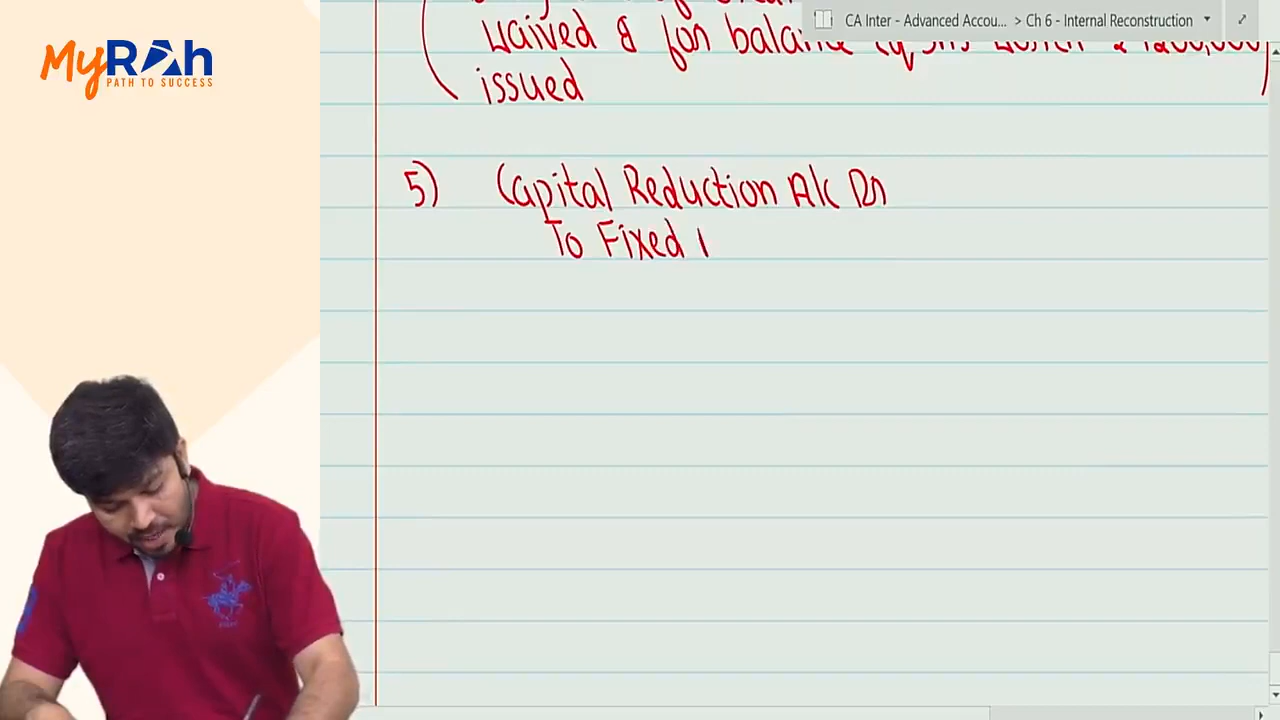 MyRAh
PATH TO SUCCESS
CA Inter - Advanced Accou... > Ch 6 - Internal Reconstruction
waived & for balance
issued
5) Capital Reduction A/c Dr
To Fixed